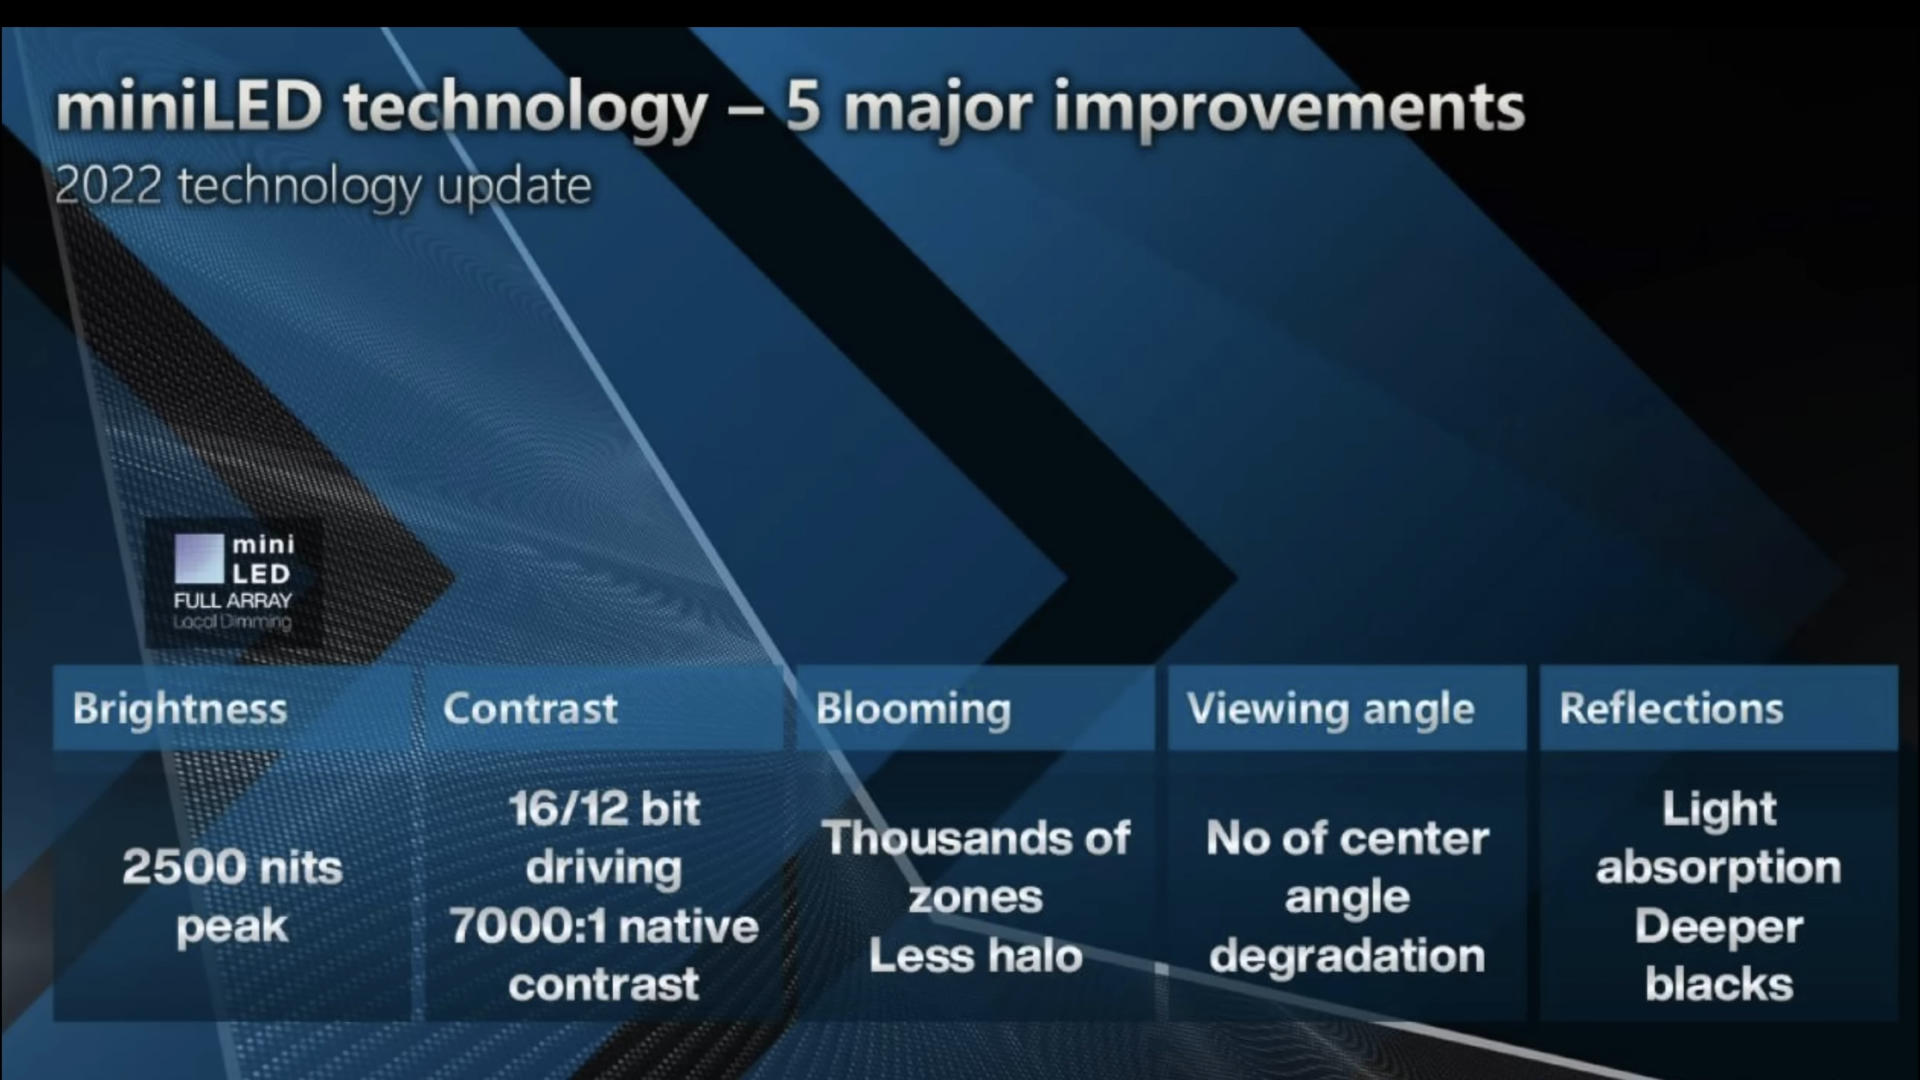 miniLED technology – 5 major improvements
2022 technology update
mini
LED
FULL ARRAY
Local Dimming
Brightness
2500 nits
peak
Contrast
16/12 bit
driving
7000:1 native
contrast
Blooming
Thousands of
zones
Less halo
Viewing angle
No of center
angle
degradation
Reflections
Light
absorption
Deeper
blacks